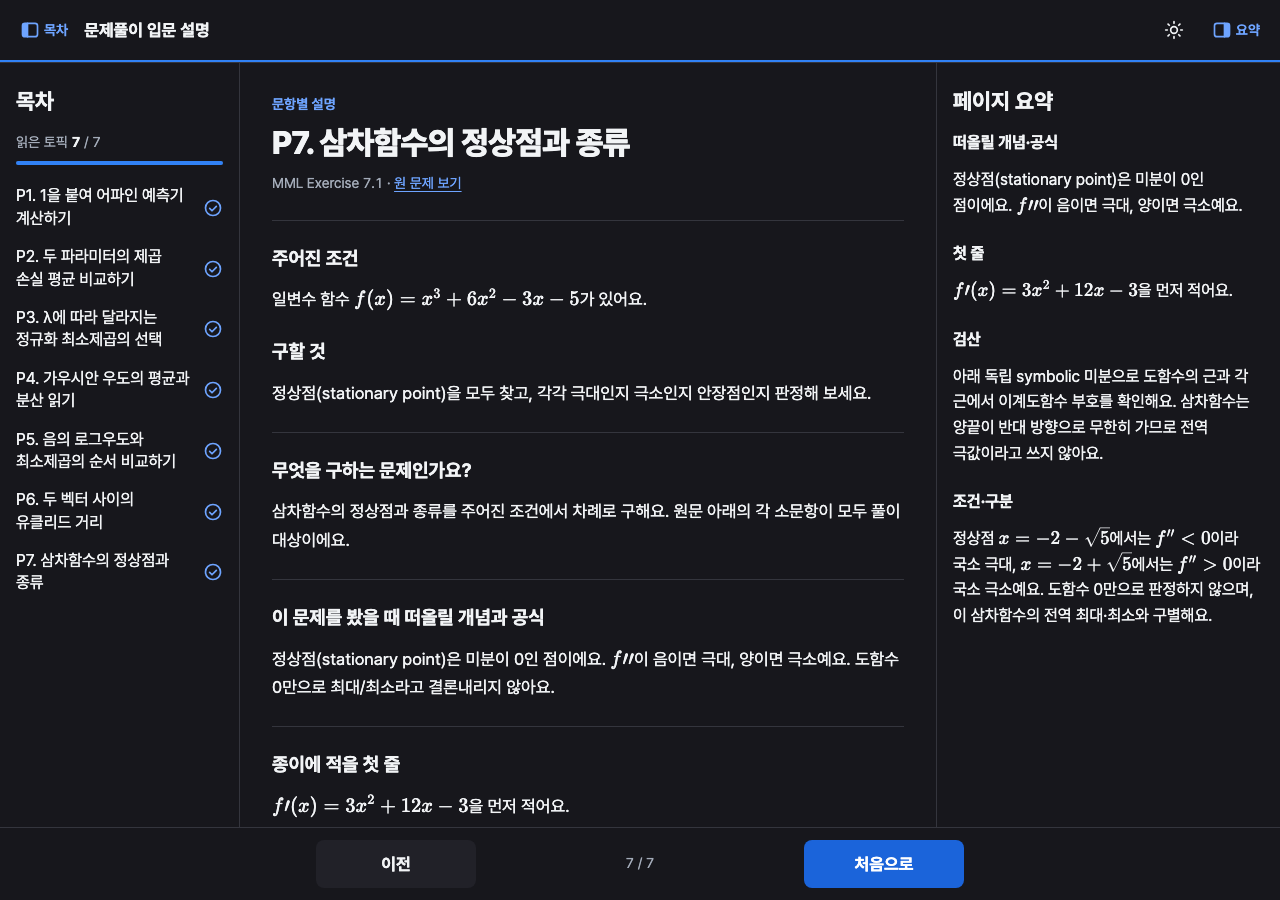 목차
문제풀이 입문 설명
요약
목차
읽은 토픽 7 / 7
P1. 1을 붙여 어파인 예측기
계산하기
P2. 두 파라미터의 제곱
손실 평균 비교하기
P3. λ에 따라 달라지는
정규화 최소제곱의 선택
P4. 가우시안 우도의 평균과
분산 읽기
P5. 음의 로그우도와
최소제곱의 순서 비교하기
P6. 두 벡터 사이의
유클리드 거리
P7. 삼차함수의 정상점과
종류
문항별 설명
P7. 삼차함수의 정상점과 종류
MML Exercise 7.1 · 원 문제 보기
주어진 조건
일변수 함수 f(x) = x³ + 6x² − 3x − 5가 있어요.
구할 것
정상점(stationary point)을 모두 찾고, 각각 극대인지 극소인지 안장점인지 판정해 보세요.
무엇을 구하는 문제인가요?
삼차함수의 정상점과 종류를 주어진 조건에서 차례로 구해요. 원문 아래의 각 소문항이 모두 풀이
대상이에요.
이 문제를 봤을 때 떠올릴 개념과 공식
정상점(stationary point)은 미분이 0인 점이에요. f′′이 음이면 극대, 양이면 극소예요. 도함수
0만으로 최대/최소라고 결론내리지 않아요.
종이에 적을 첫 줄
f′(x) = 3x² + 12x − 3을 먼저 적어요.
페이지 요약
떠올릴 개념·공식
정상점(stationary point)은 미분이 0인
점이에요. f′′이 음이면 극대, 양이면 극소예요.
첫 줄
f′(x) = 3x² + 12x − 3을 먼저 적어요.
검산
아래 독립 symbolic 미분으로 도함수의 근과 각
근에서 이계도함수 부호를 확인해요. 삼차함수는
양끝이 반대 방향으로 무한히 가므로 전역
극값이라고 쓰지 않아요.
조건·구분
정상점 x = −2 − √5에서는 f″ < 0이라
국소 극대, x = −2 + √5에서는 f″ > 0이라
국소 극소예요. 도함수 0만으로 판정하지 않으며,
이 삼차함수의 전역 최대·최소와 구별해요.
이전
7 / 7
처음으로